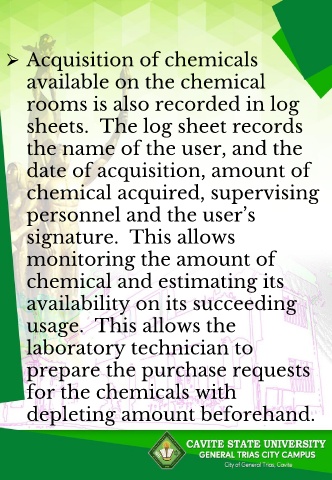 ➢ Acquisition of chemicals
available on the chemical
rooms is also recorded in log
sheets.  The log sheet records
the name of the user, and the
date of acquisition, amount of
chemical acquired, supervising
personnel and the user's
signature.  This allows
monitoring the amount of
chemical and estimating its
availability on its succeeding
usage.  This allows the
laboratory technician to
prepare the purchase requests
for the chemicals with
depleting amount beforehand.
CAVITE STATE UNIVERSITY
GENERAL TRIAS CITY CAMPUS
City of General Trias, Cavite